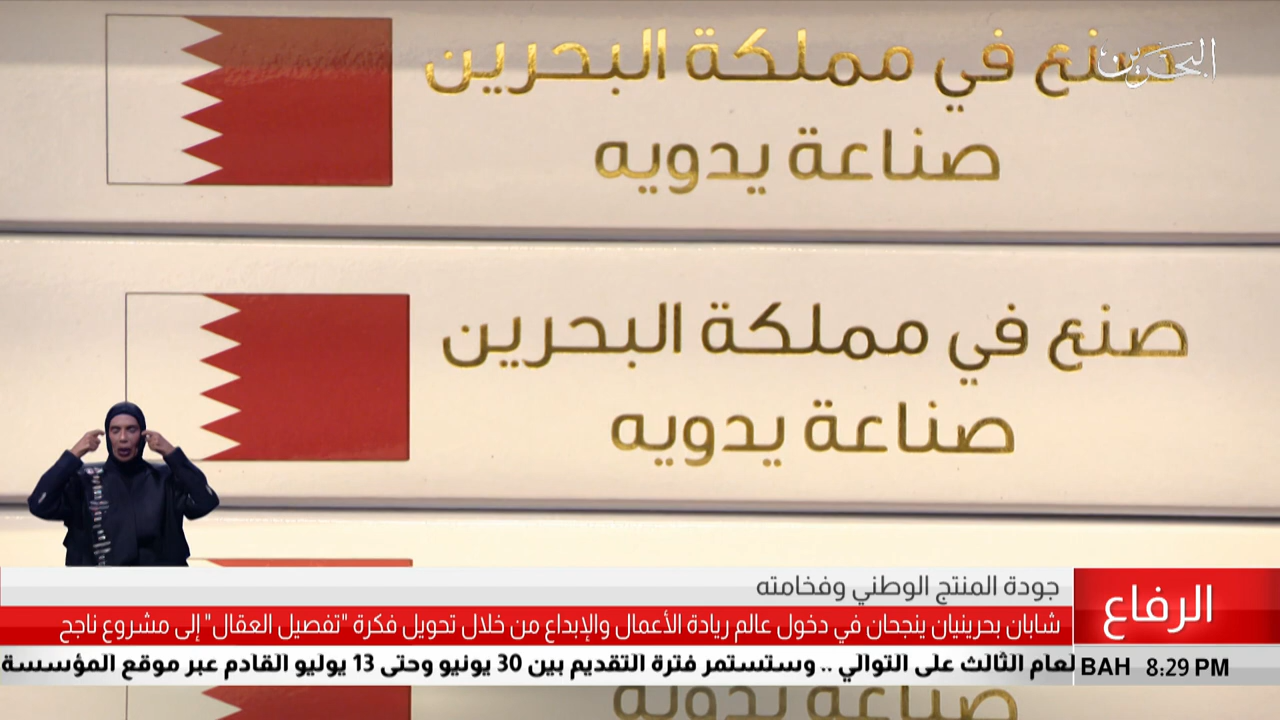 صنع في مملكة البحرين
البحرين
صناعة يدويه
صنع في مملكة البحرين
صناعة يدويه
جودة المنتج الوطني وفخامته
الرفاع
شابان بحرينيان ينجحان في دخول عالم ريادة الأعمال والإبداع من خلال تحويل فكرة "تفصيل العقال" إلى مشروع ناجح
لعام الثالث على التوالي .. وستستمر فترة التقديم بين 30 يونيو وحتى 13 يوليو القادم عبر موقع المؤسسة
BAH 8:29 PM
صناعة يدويه